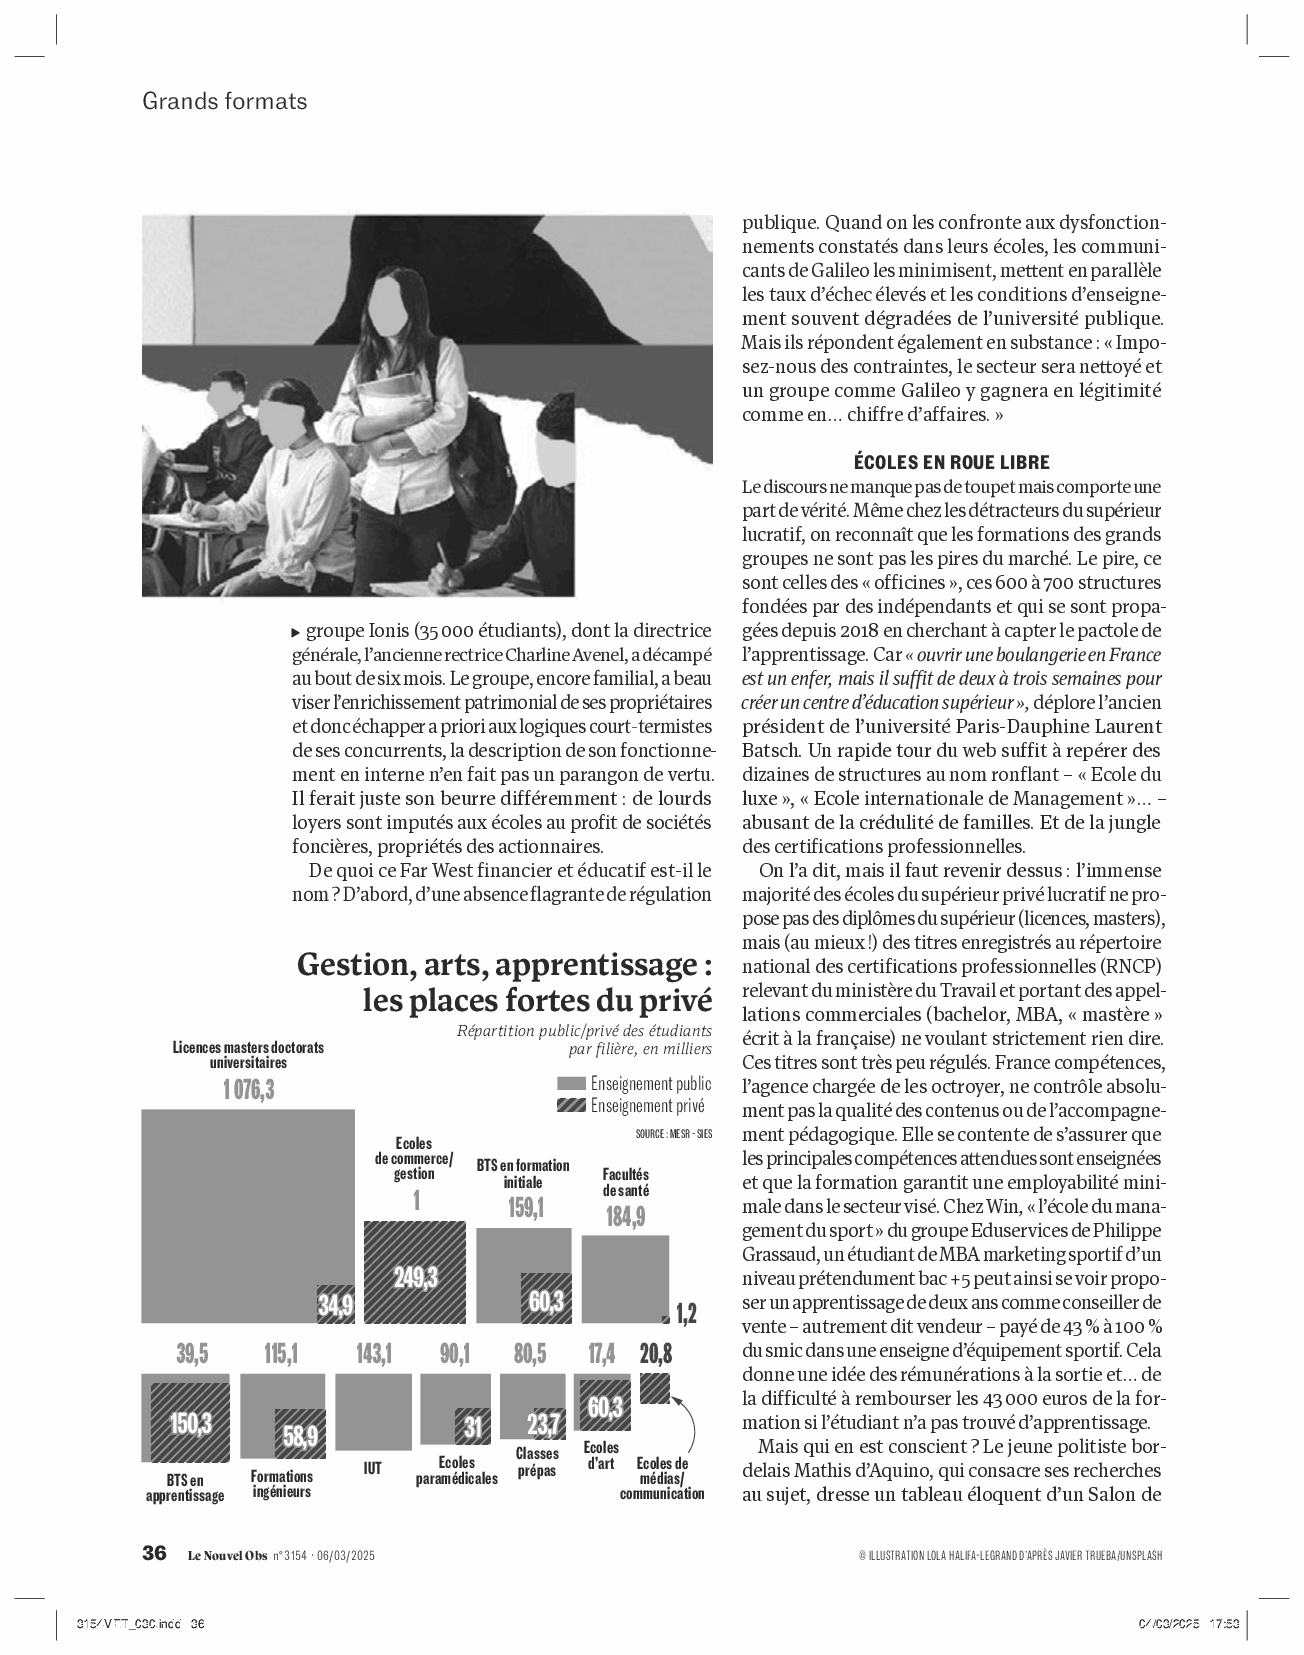 Grands formats
▶ groupe Ionis (35 000 étudiants), dont la directrice
générale, l’ancienne rectrice Charline Avenel, a décampé
au bout de six mois. Le groupe, encore familial, a beau
viser l’enrichissement patrimonial de ses propriétaires
et donc échapper a priori aux logiques court-termistes
de ses concurrents, la description de son fonctionne-
ment en interne n’en fait pas un parangon de vertu.
Il ferait juste son beurre différemment : de lourds
loyers sont imputés aux écoles au profit de sociétés
foncières, propriétés des actionnaires.
De quoi ce Far West financier et éducatif est-il le
nom ? D’abord, d’une absence flagrante de régulation
publique. Quand on les confronte aux dysfonction-
nements constatés dans leurs écoles, les communi-
cants de Galileo les minimisent, mettent en parallèle
les taux d’échec élevés et les conditions d’enseigne-
ment souvent dégradées de l’université publique.
Mais ils répondent également en substance : « Impo-
sez-nous des contraintes, le secteur sera nettoyé et
un groupe comme Galileo y gagnera en légitimité
comme en… chiffre d’affaires. »
ÉCOLES EN ROUE LIBRE
Le discours ne manque pas de toupet mais comporte une
part de vérité. Même chez les détracteurs du supérieur
lucratif, on reconnaît que les formations des grands
groupes ne sont pas les pires du marché. Le pire, ce
sont celles des « officines », ces 600 à 700 structures
fondées par des indépendants et qui se sont propa-
gées depuis 2018 en cherchant à capter le pactole de
l’apprentissage. Car « ouvrir une boulangerie en France
est un enfer, mais il suffit de deux à trois semaines pour
créer un centre d’éducation supérieur », déplore l’ancien
président de l’université Paris-Dauphine Laurent
Batsch. Un rapide tour du web suffit à repérer des
dizaines de structures au nom ronflant – « Ecole du
luxe », « Ecole internationale de Management »… –
abusant de la crédulité de familles. Et de la jungle
des certifications professionnelles.
On l’a dit, mais il faut revenir dessus : l’immense
majorité des écoles du supérieur privé lucratif ne pro-
pose pas des diplômes du supérieur (licences, masters),
mais (au mieux !) des titres enregistrés au répertoire
national des certifications professionnelles (RNCP)
relevant du ministère du Travail et portant des appel-
lations commerciales (bachelor, MBA, « mastère »
écrit à la française) ne voulant strictement rien dire.
Ces titres sont très peu régulés. France compétences,
l’agence chargée de les octroyer, ne contrôle absolu-
ment pas la qualité des contenus ou de l’accompagne-
ment pédagogique. Elle se contente de s’assurer que
les principales compétences attendues sont enseignées
et que la formation garantit une employabilité mini-
male dans le secteur visé. Chez Win, « l’école du mana-
gement du sport » du groupe Eduservices de Philippe
Grassaud, un étudiant de MBA marketing sportif d’un
niveau prétendument bac +5 peut ainsi se voir propo-
ser un apprentissage de deux ans comme conseiller de
vente – autrement dit vendeur – payé de 43 % à 100 %
du smic dans une enseigne d’équipement sportif. Cela
donne une idée des rémunérations à la sortie et… de
la difficulté à rembourser les 43 000 euros de la for-
mation si l’étudiant n’a pas trouvé d’apprentissage.
Mais qui en est conscient ? Le jeune politiste bor-
delais Mathis d’Aquino, qui consacre ses recherches
au sujet, dresse un tableau éloquent d’un Salon de
Gestion, arts, apprentissage :
les places fortes du privé
Répartition public/privé des étudiants
par filière, en milliers
Enseignement public
Enseignement privé
SOURCE : MESR - SIES
Licences masters doctorats
universitaires
1 076,3
34,9
Ecoles
de commerce/
gestion
1
249,3
BTS en formation
initiale
159,1
60,3
Facultés
de santé
184,9
1,2
39,5
150,3
BTS en
apprentissage
115,1
58,9
Formations
ingénieurs
143,1
IUT
90,1
31
Ecoles
paramédicales
80,5
23,7
Classes
prépas
17,4
60,3
Ecoles
d’art
20,8
Ecoles de
médias/
communication
36 Le Nouvel Obs n° 3154 · 06/03/2025
© ILLUSTRATION LOLA HALIFA-LEGRAND D’APRÈS JAVIER TRUEBA/UNSPLASH
36
17:53